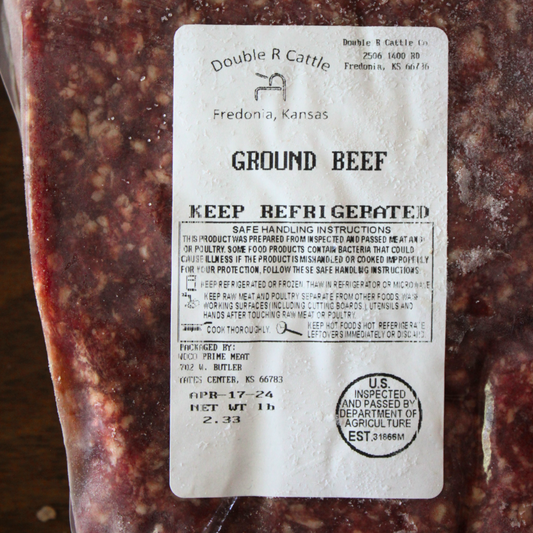 Double R Cattle
Fredonia, Kansas
Double R Cattle Co.
2506 1400 RD
Fredonia, KS 66736
GROUND BEEF
KEEP REFRIGERATED
SAFE HANDLING INSTRUCTIONS
THIS PRODUCT WAS PREPARED FROM INSPECTED AND PASSED MEAT AND
OR POULTRY. SOME FOOD PRODUCTS CONTAIN BACTERIA THAT COULD
CAUSE ILLNESS IF THE PRODUCT IS MISHANDLED OR COOKED IMPROPERLY
FOR YOUR PROTECTION, FOLLOW THESE SAFE HANDLING INSTRUCTIONS
KEEP REFRIGERATED OR FROZEN. THAW IN REFRIGERATOR OR MICROWAVE
KEEP RAW MEAT AND POULTRY SEPARATE FROM OTHER FOODS. WASH
WORKING SURFACES (INCLUDING CUTTING BOARDS), UTENSILS AND
HANDS AFTER TOUCHING RAW MEAT OR POULTRY.
COOK THOROUGHLY.
KEEP HOT FOODS HOT. REFRIGERATE
LEFTOVERS IMMEDIATELY OR DISCARD.
PACKAGED BY:
PRIME MEAT
702 W. BUTLER
YATES CENTER, KS 66783
APR-17-24
NET WT lb
2.33
U.S.
INSPECTED
AND PASSED BY
DEPARTMENT OF
AGRICULTURE
EST. 31866M